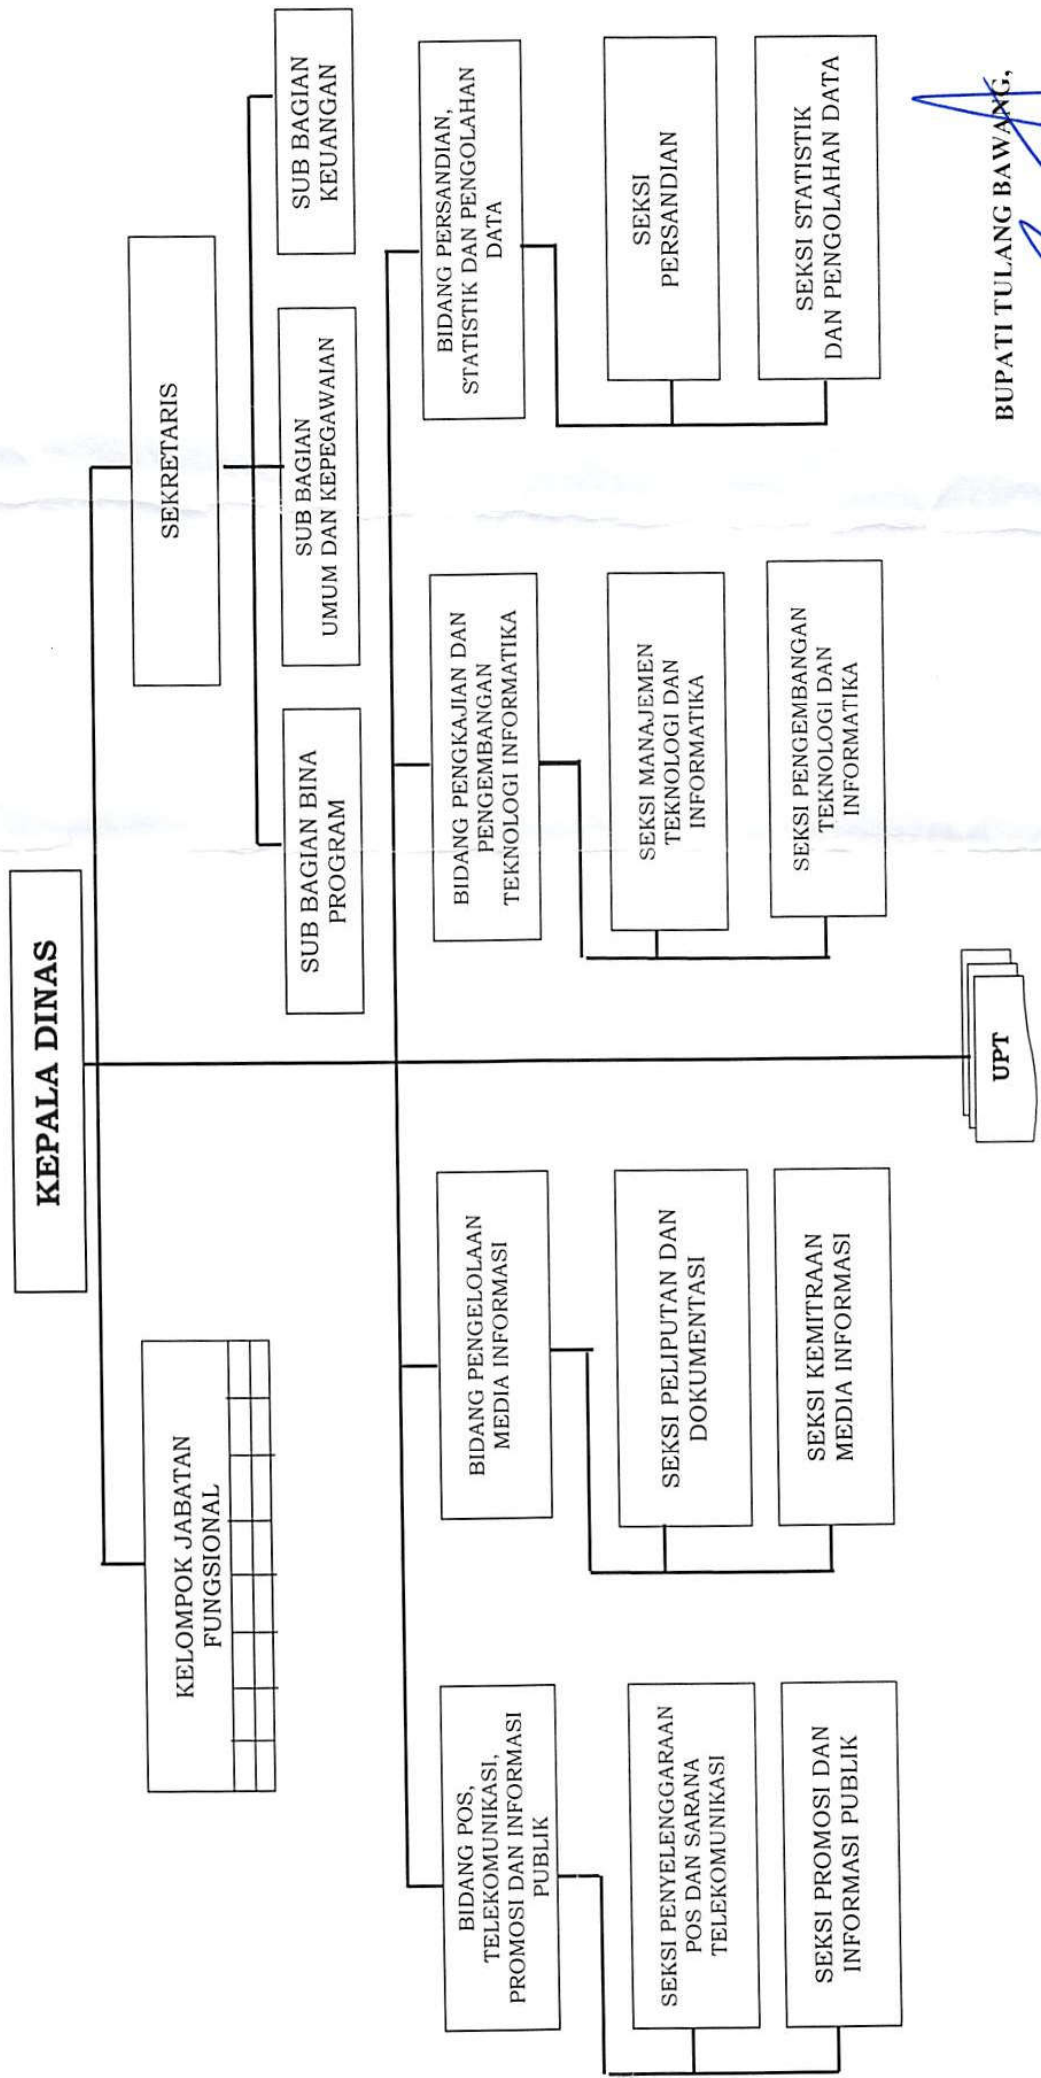 KEPALA DINAS
KELOMPOK JABATAN
FUNGSIONAL
SEKRETARIS
SUB BAGIAN BINA
PROGRAM
SUB BAGIAN
UMUM DAN KEPEGAWAIAN
SUB BAGIAN
KEUANGAN
BIDANG POS,
TELEKOMUNIKASI,
PROMOSI DAN INFORMASI
PUBLIK
SEKSI PENYELENGGARAAN
POS DAN SARANA
TELEKOMUNIKASI
SEKSI PROMOSI DAN
INFORMASI PUBLIK
BIDANG PENGELOLAAN
MEDIA INFORMASI
SEKSI PELIPUTAN DAN
DOKUMENTASI
SEKSI KEMITRAAN
MEDIA INFORMASI
BIDANG PENGKAJIAN DAN
PENGEMBANGAN
TEKNOLOGI INFORMATIKA
SEKSI MANAJEMEN
TEKNOLOGI DAN
INFORMATIKA
SEKSI PENGEMBANGAN
TEKNOLOGI DAN
INFORMATIKA
BIDANG PERSANDIAN,
STATISTIK DAN PENGOLAHAN
DATA
SEKSI
PERSANDIAN
SEKSI STATISTIK
DAN PENGOLAHAN DATA
UPT
BUPATI TULANG BAWANG,